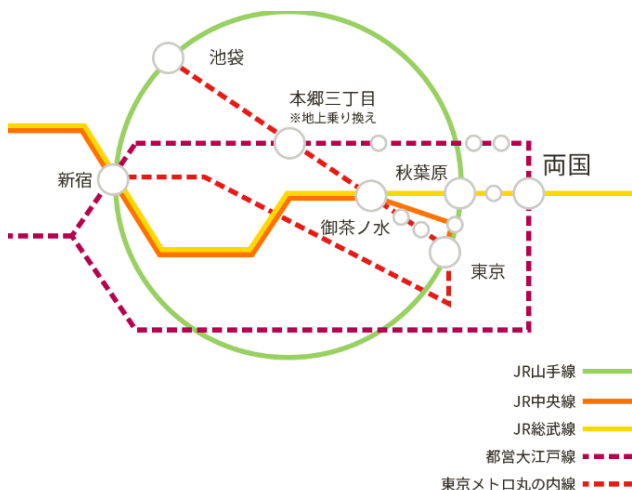 池袋
本郷三丁目
※地上乗り換え
両国
秋葉原
新宿
御茶ノ水
東京
JR山手線
JR中央線
JR総武線
都営大江戸線
東京メトロ丸の内線